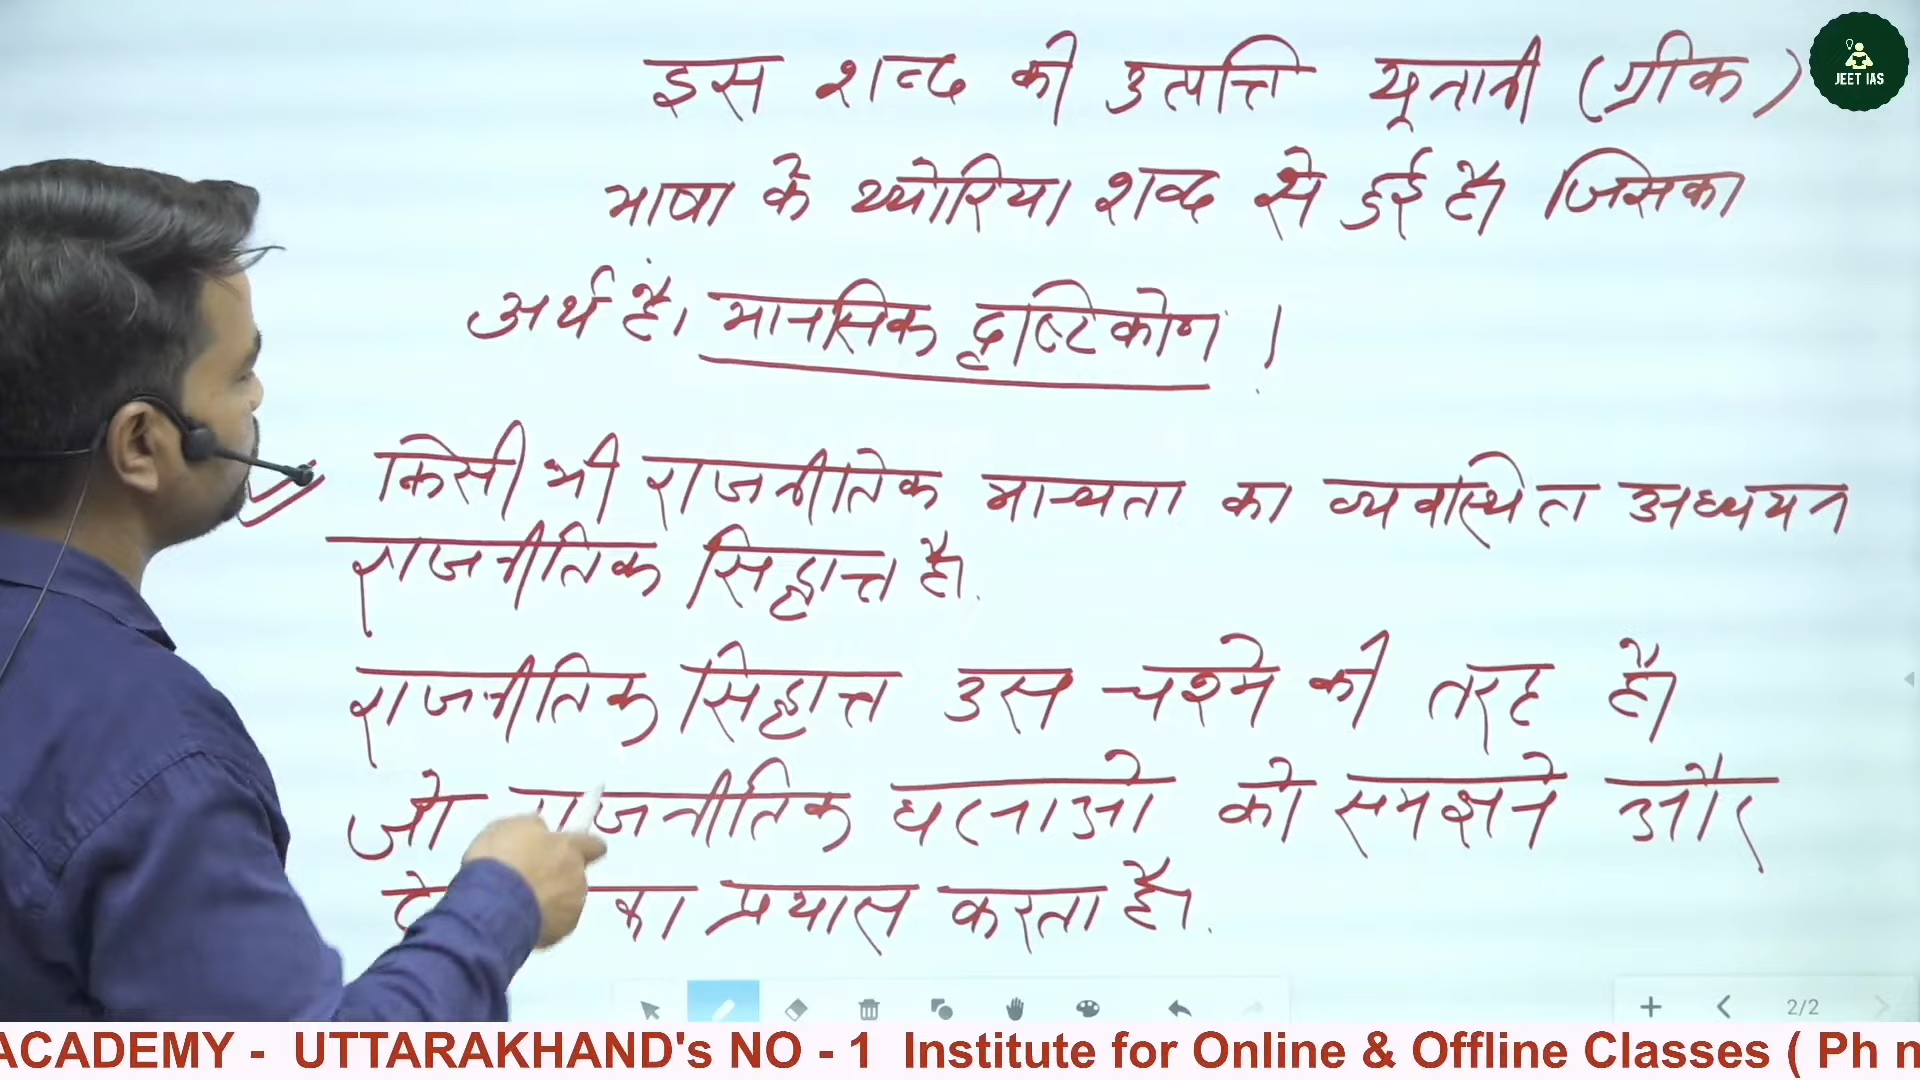 JEET IAS
इस शब्द की उत्पत्ति यूनानी (ग्रीक)
भाषा के थ्योरिया शब्द से हुई है। जिसका
अर्थ है। मानसिक दृष्टिकोण ।
किसी भी राजनीतिक मान्यता का व्यवस्थित अध्ययन
राजनीतिक सिद्धान्त है।
राजनीतिक सिद्धान्त उस चश्मे की तरह है।
जो राजनीतिक घटनाओ को समझने और
का प्रयास करता है।
2/2
ACADEMY - UTTARAKHAND's NO - 1 Institute for Online & Offline Classes ( Ph n